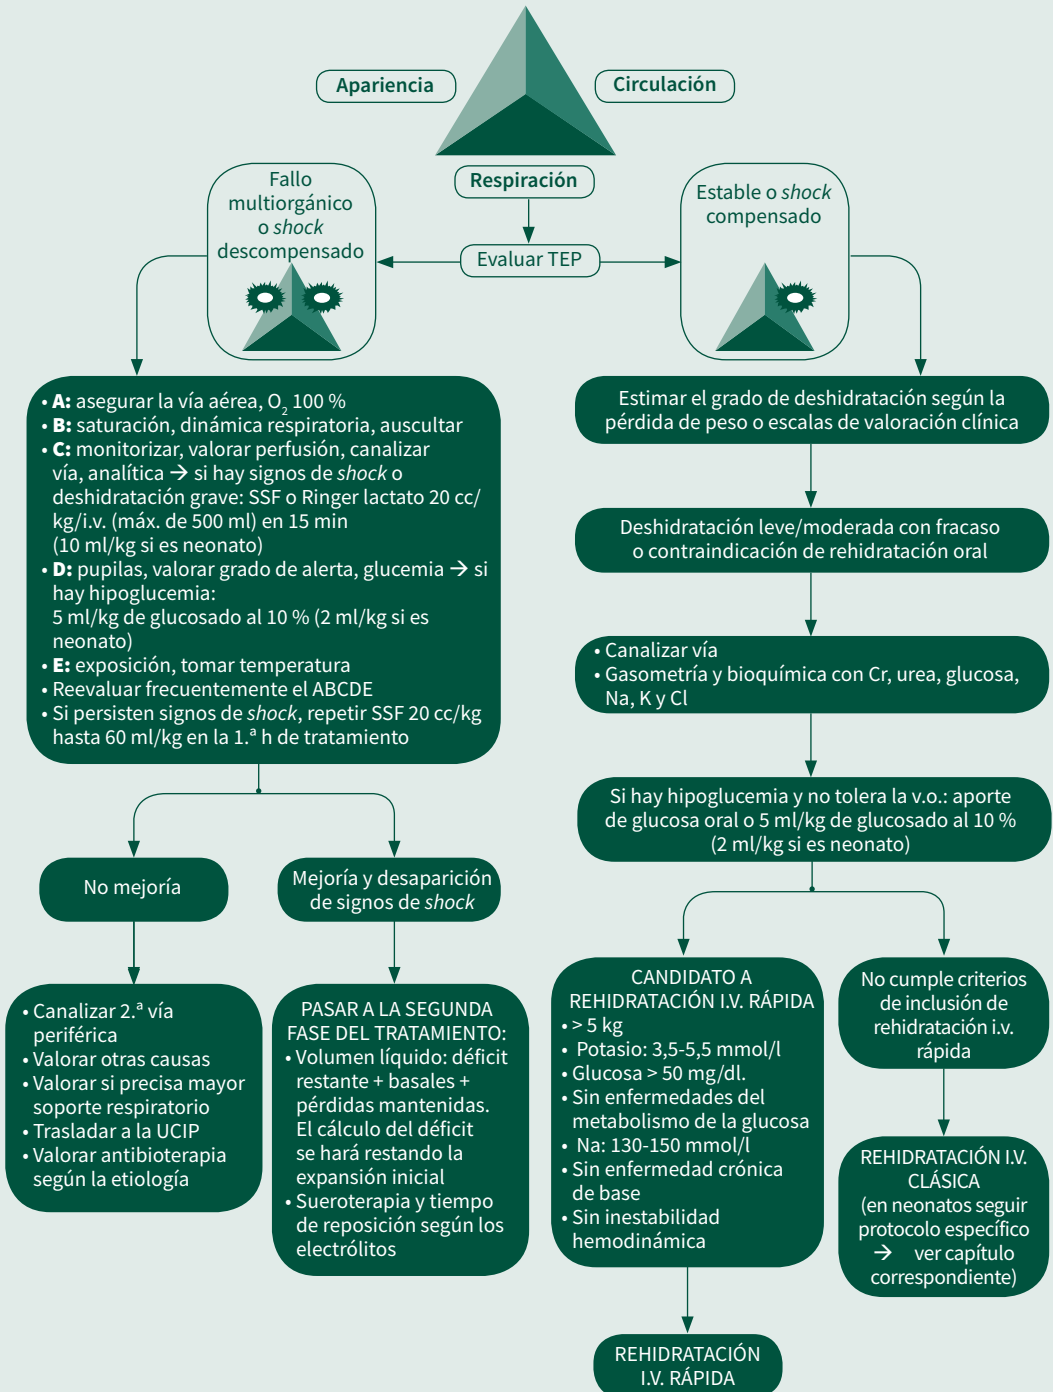 Apariencia
Circulación
Respiración
Evaluar TEP
Fallo
multiorgánico
o shock
descompensado
Estable o shock
compensado
• A: asegurar la vía aérea, O2 100 %
• B: saturación, dinámica respiratoria, auscultar
• C: monitorizar, valorar perfusión, canalizar
vía, analítica → si hay signos de shock o
deshidratación grave: SSF o Ringer lactato 20 cc/
kg/i.v. (máx. de 500 ml) en 15 min
(10 ml/kg si es neonato)
• D: pupilas, valorar grado de alerta, glucemia → si
hay hipoglucemia:
5 ml/kg de glucosado al 10 % (2 ml/kg si es
neonato)
• E: exposición, tomar temperatura
• Reevaluar frecuentemente el ABCDE
• Si persisten signos de shock, repetir SSF 20 cc/kg
hasta 60 ml/kg en la 1.ª h de tratamiento
No mejoría
Mejoría y desaparición
de signos de shock
• Canalizar 2.ª vía
periférica
• Valorar otras causas
• Valorar si precisa mayor
soporte respiratorio
• Trasladar a la UCIP
• Valorar antibioterapia
según la etiología
PASAR A LA SEGUNDA
FASE DEL TRATAMIENTO:
• Volumen líquido: déficit
restante + basales +
pérdidas mantenidas.
El cálculo del déficit
se hará restando la
expansión inicial
• Sueroterapia y tiempo
de reposición según los
electrólitos
Estimar el grado de deshidratación según la
pérdida de peso o escalas de valoración clínica
Deshidratación leve/moderada con fracaso
o contraindicación de rehidratación oral
• Canalizar vía
• Gasometría y bioquímica con Cr, urea, glucosa,
Na, K y Cl
Si hay hipoglucemia y no tolera la v.o.: aporte
de glucosa oral o 5 ml/kg de glucosado al 10 %
(2 ml/kg si es neonato)
CANDIDATO A
REHIDRATACIÓN I.V. RÁPIDA
• > 5 kg
• Potasio: 3,5-5,5 mmol/l
• Glucosa > 50 mg/dl.
• Sin enfermedades del
metabolismo de la glucosa
• Na: 130-150 mmol/l
• Sin enfermedad crónica
de base
• Sin inestabilidad
hemodinámica
REHIDRATACIÓN
I.V. RÁPIDA
No cumple criterios
de inclusión de
rehidratación i.v.
rápida
REHIDRATACIÓN I.V.
CLÁSICA
(en neonatos seguir
protocolo específico
→ ver capítulo
correspondiente)